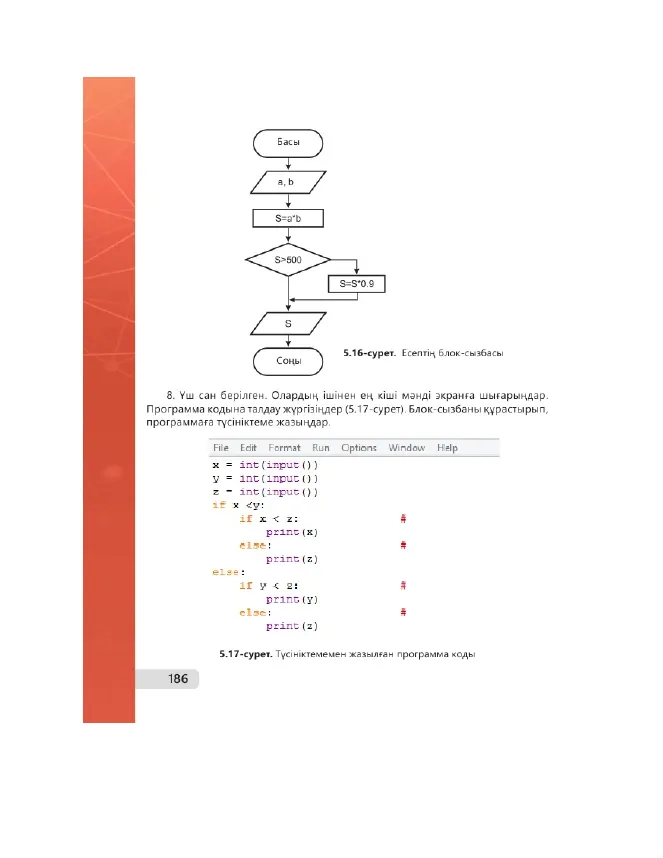 Басы
a, b
S=a*b
S>500
S=S*0.9
S
Соңы
5.16-сурет. Есептің блок-сызбасы
8. Үш сан берілген. Олардың ішінен ең кіші мәнді экранға шығарыңдар.
Программа кодына талдау жүргізіңдер (5.17-сурет). Блок-сызбаны құрастырып,
программаға түсініктеме жазыңдар.
File Edit Format Run Options Window Help
x = int(input())
y = int(input())
z = int(input())
if x <y:
    if x < z: #
        print(x)
    else: #
        print(z)
else:
    if y < z: #
        print(y)
    else: #
        print(z)
5.17-сурет. Түсініктемемен жазылған программа коды
186